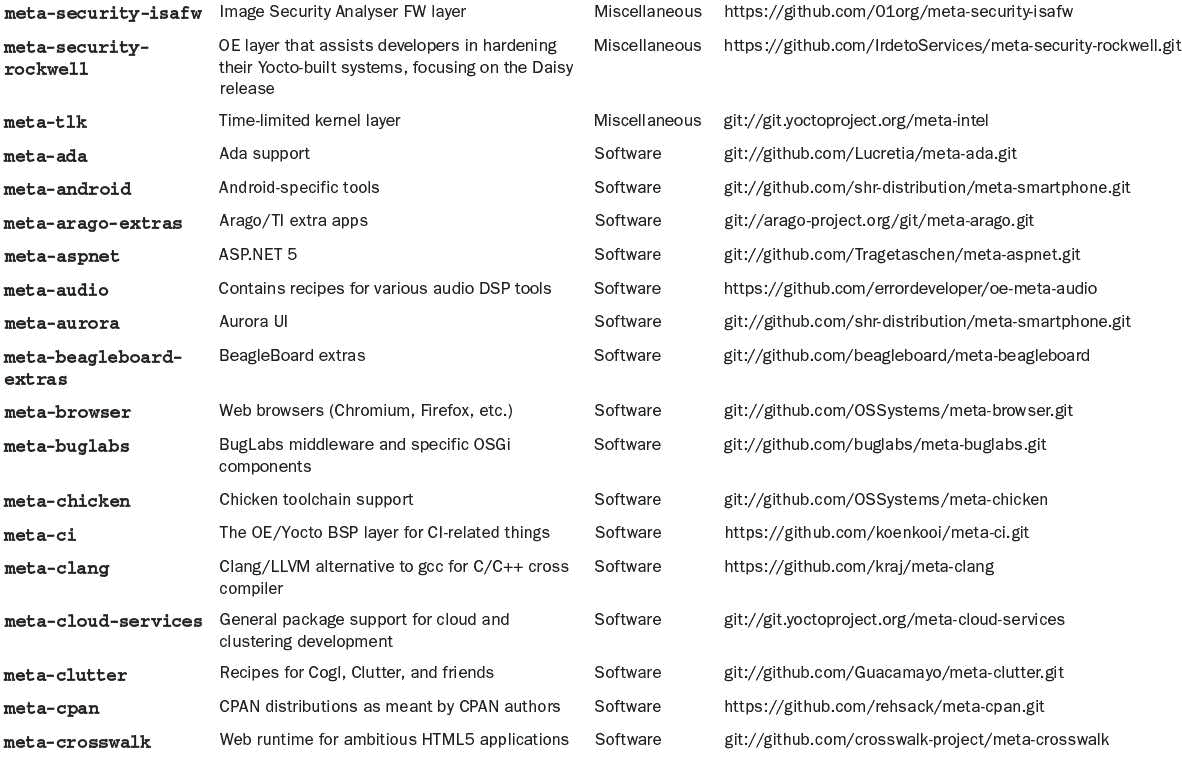 meta-security-isafw Image Security Analyser FW layer Miscellaneous https://github.com/01org/meta-security-isafw
meta-security- OE layer that assists developers in hardening Miscellaneous https://github.com/IrdetoServices/meta-security-rockwell.git
rockwell their Yocto-built systems, focusing on the Daisy
release
meta-tlk Time-limited kernel layer Miscellaneous git://git.yoctoproject.org/meta-intel
meta-ada Ada support Software git://github.com/Lucretia/meta-ada.git
meta-android Android-specific tools Software git://github.com/shr-distribution/meta-smartphone.git
meta-arago-extras Arago/TI extra apps Software git://arago-project.org/git/meta-arago.git
meta-aspnet ASP.NET 5 Software git://github.com/Tragetaschen/meta-aspnet.git
meta-audio Contains recipes for various audio DSP tools Software https://github.com/errordeveloper/oe-meta-audio
meta-aurora Aurora UI Software git://github.com/shr-distribution/meta-smartphone.git
meta-beagleboard- BeagleBoard extras Software git://github.com/beagleboard/meta-beagleboard
extras
meta-browser Web browsers (Chromium, Firefox, etc.) Software git://github.com/OSSystems/meta-browser.git
meta-buglabs BugLabs middleware and specific OSGi Software git://github.com/buglabs/meta-buglabs.git
components
meta-chicken Chicken toolchain support Software git://github.com/OSSystems/meta-chicken
meta-ci The OE/Yocto BSP layer for CI-related things Software https://github.com/koenkooi/meta-ci.git
meta-clang Clang/LLVM alternative to gcc for C/C++ cross Software https://github.com/kraj/meta-clang
compiler
meta-cloud-services General package support for cloud and Software git://git.yoctoproject.org/meta-cloud-services
clustering development
meta-clutter Recipes for Cogl, Clutter, and friends Software git://github.com/Guacamayo/meta-clutter.git
meta-cpan CPAN distributions as meant by CPAN authors Software https://github.com/rehsack/meta-cpan.git
meta-crosswalk Web runtime for ambitious HTML5 applications Software git://github.com/crosswalk-project/meta-crosswalk